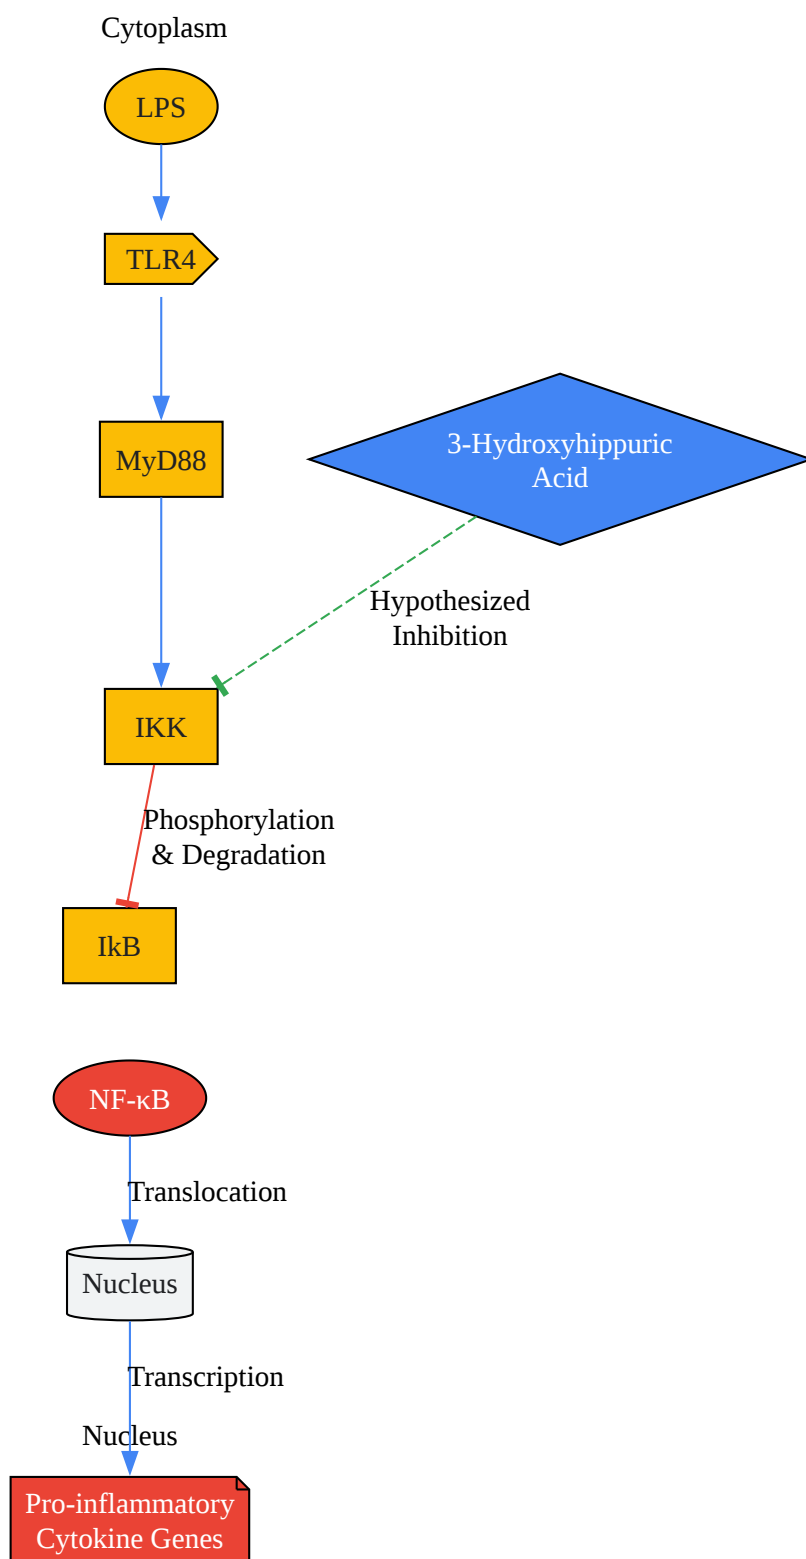 Cytoplasm
LPS
TLR4
MyD88
3-Hydroxyhippuric
Acid
Hypothesized
Inhibition
IKK
Phosphorylation
& Degradation
IkB
NF-κB
Translocation
Nucleus
Transcription
Nucleus
Pro-inflammatory
Cytokine Genes